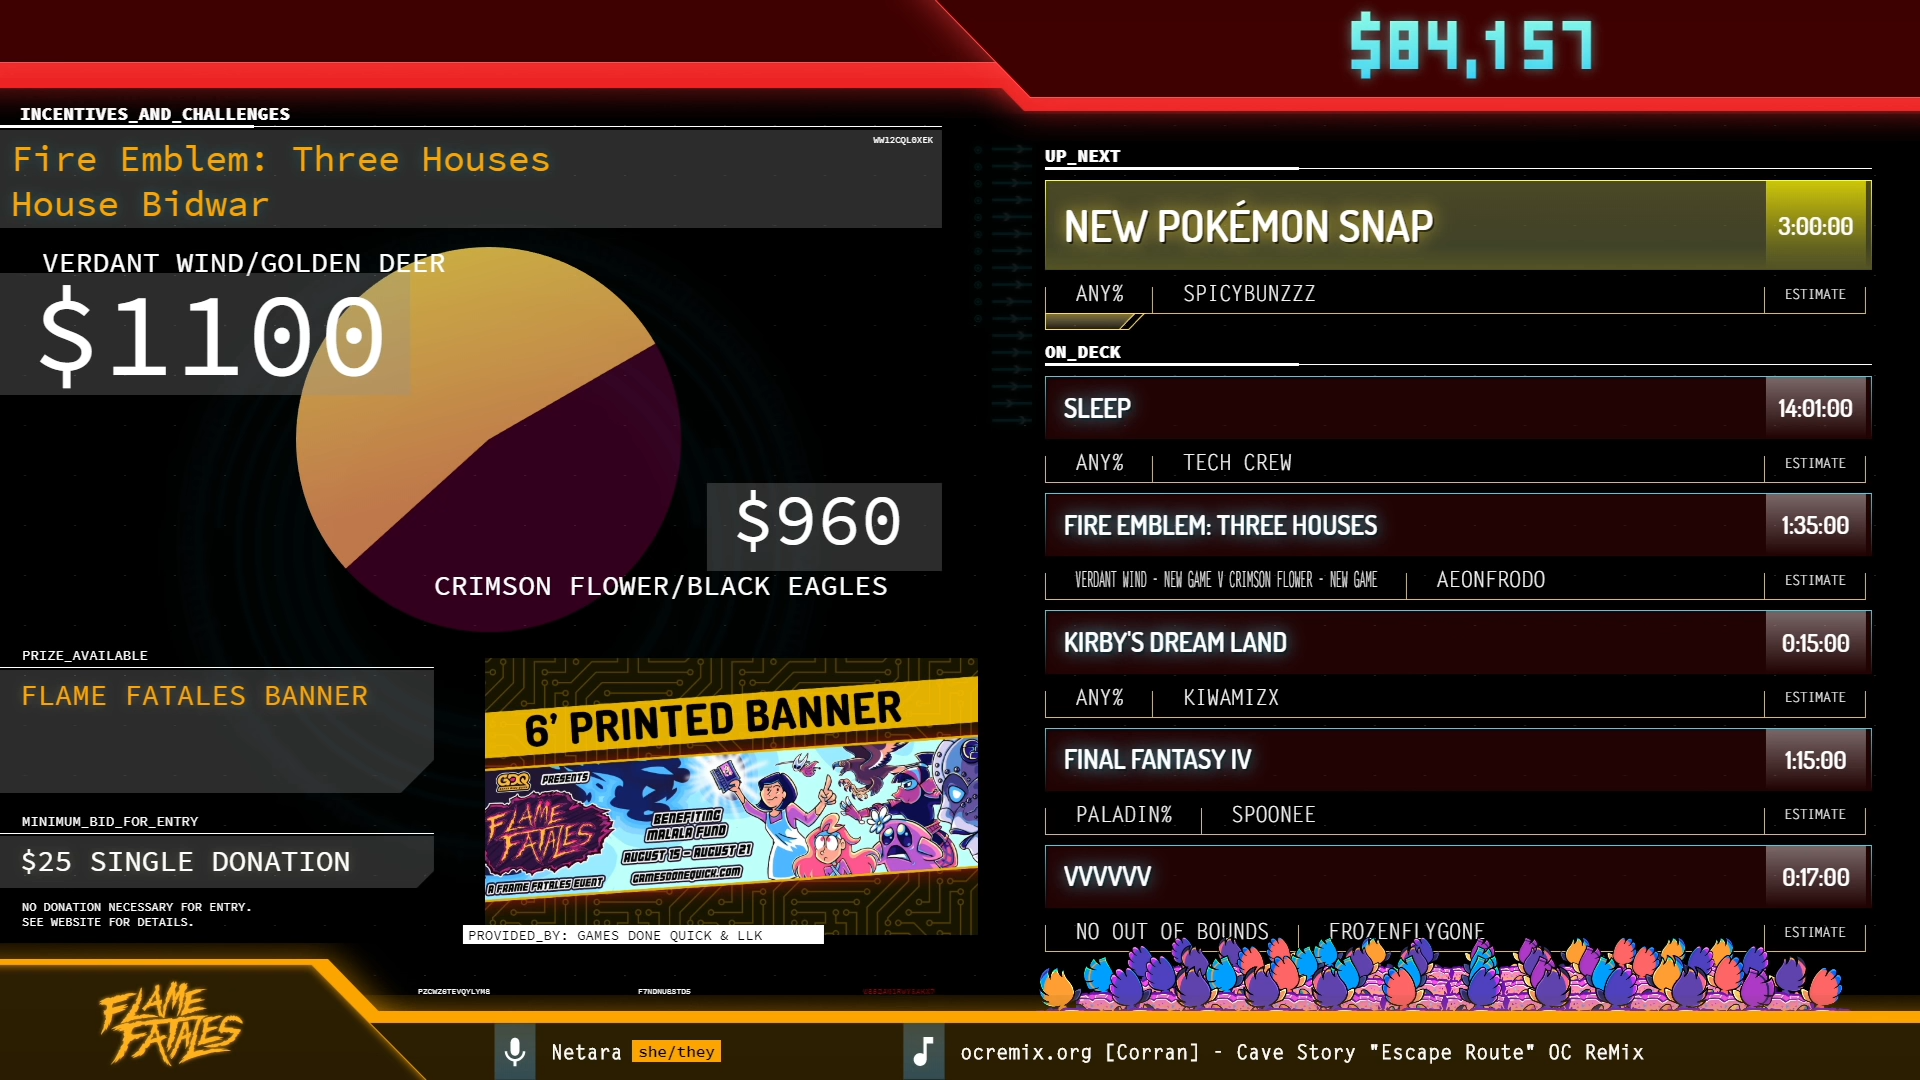 $84,157
INCENTIVES_AND_CHALLENGES
WW12CQL0XEK
Fire Emblem: Three Houses
House Bidwar
VERDANT WIND/GOLDEN DEER
$1100
$960
CRIMSON FLOWER/BLACK EAGLES
PRIZE_AVAILABLE
FLAME FATALES BANNER
MINIMUM_BID_FOR_ENTRY
$25 SINGLE DONATION
NO DONATION NECESSARY FOR ENTRY.
SEE WEBSITE FOR DETAILS.
6' PRINTED BANNER
GDQ PRESENTS
FLAME
FATALES
A FRAME FATALES EVENT
BENEFITING
MALALA FUND
AUGUST 15 - AUGUST 21
GAMESDONEQUICK.COM
PROVIDED_BY: GAMES DONE QUICK & LLK
UP_NEXT
NEW POKÉMON SNAP
3:00:00
ANY% SPICYBUNZZZ ESTIMATE
ON_DECK
SLEEP
14:01:00
ANY% TECH CREW ESTIMATE
FIRE EMBLEM: THREE HOUSES
1:35:00
VERDANT WIND - NEW GAME V CRIMSON FLOWER - NEW GAME AEONFRODO ESTIMATE
KIRBY'S DREAM LAND
0:15:00
ANY% KIWAMIZX ESTIMATE
FINAL FANTASY IV
1:15:00
PALADIN% SPOONEE ESTIMATE
VVVVVV
0:17:00
NO OUT OF BOUNDS FROZENFLYGONE ESTIMATE
FLAME
FATALES
Netara she/they
ocremix.org [Corran] - Cave Story "Escape Route" OC ReMix